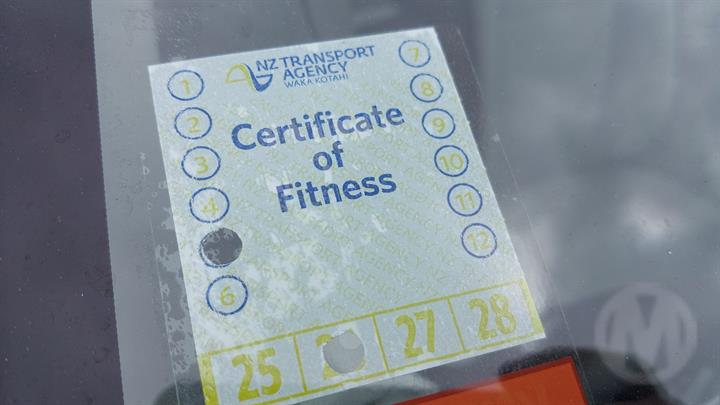 NZ TRANSPORT
AGENCY
WAKA KOTAHI
Certificate
of
Fitness
1
2
3
4
6
7
8
9
10
11
12
25
27
28
M